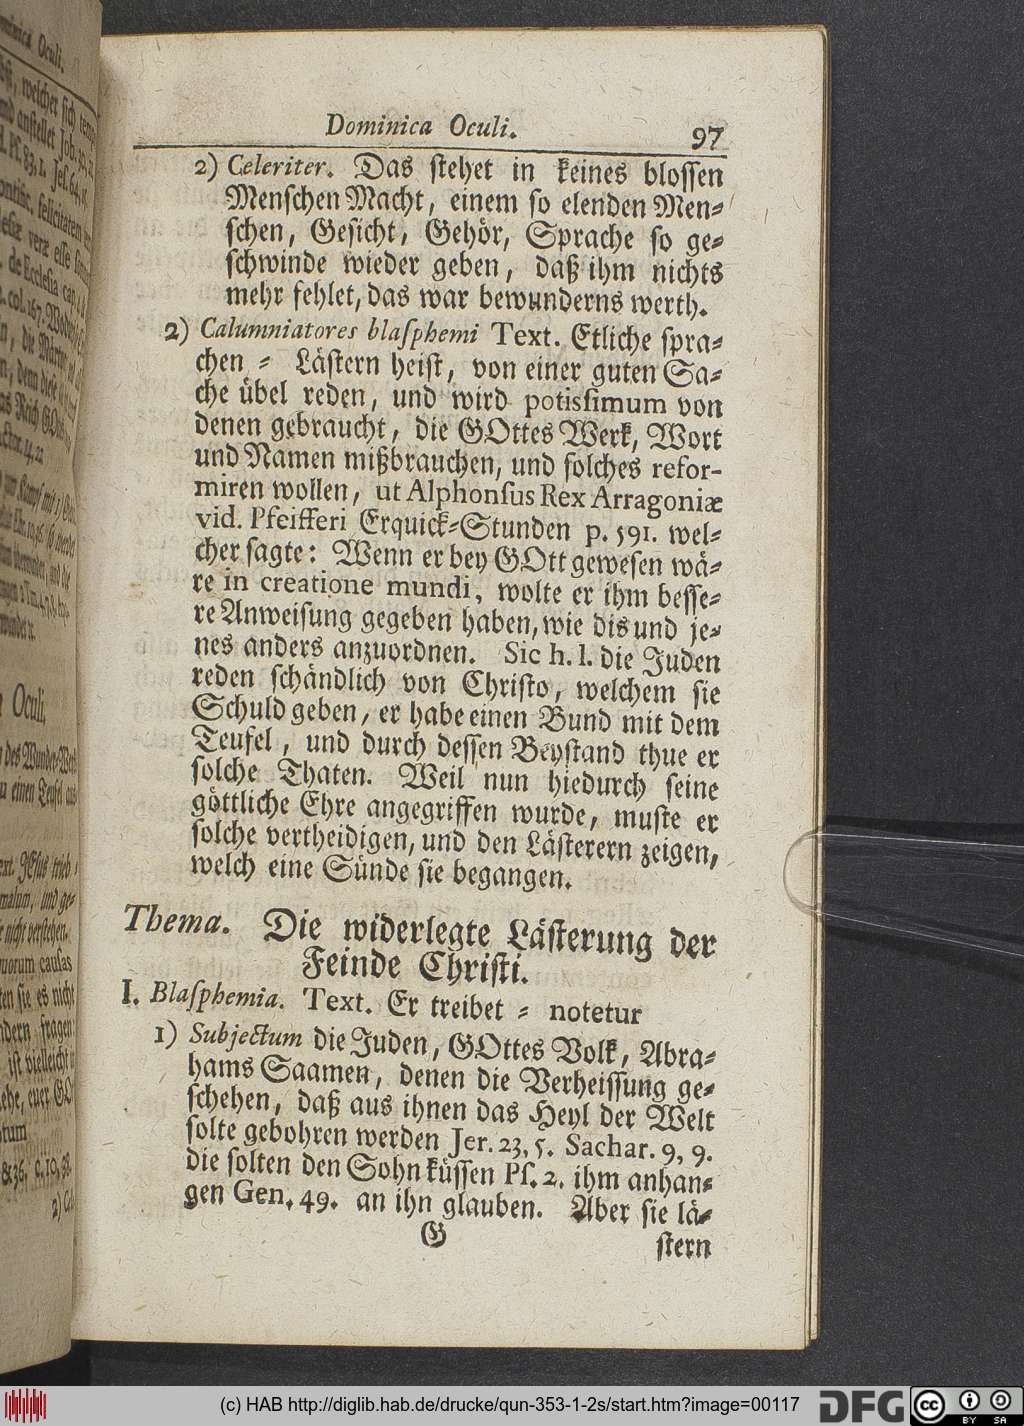 Dominica Oculi. 97
2) Celeriter. Das stehet in keines blossen
Menschen Macht, einem so elenden Men-
schen, Gesicht, Gehör, Sprache so ge-
schwinde wieder geben, daß ihm nichts
mehr fehlet, das war bewunderns werth.
2) Calumniatores blasphemi Text. Etliche spra-
chen - Lästern heist, von einer guten Sa-
che übel reden, und wird potissimum von
denen gebraucht, die GOttes Werk, Wort
und Namen mißbrauchen, und solches refor-
miren wollen, ut Alphonsus Rex Arragoniæ
vid. Pfeifferi Erquick-Stunden p. 591. wel-
cher sagte: Wenn er bey GOtt gewesen wä-
re in creatione mundi, wolte er ihm besse-
re Anweisung gegeben haben, wie dis und je-
nes anders anzuordnen. Sic h. l. die Juden
reden schändlich von Christo, welchem sie
Schuld geben, er habe einen Bund mit dem
Teufel, und durch dessen Beystand thue er
solche Thaten. Weil nun hiedurch seine
göttliche Ehre angegriffen wurde, muste er
solche vertheidigen, und den Lästerern zeigen,
welch eine Sünde sie begangen.
Thema. Die widerlegte Lästerung der
Feinde Christi.
I. Blasphemia. Text. Er treibet - notetur
1) Subjectum die Juden, GOttes Volk, Abra-
hams Saamen, denen die Verheissung ge-
schehen, daß aus ihnen das Heyl der Welt
solte gebohren werden Jer. 23, 5. Sachar. 9, 9.
die solten den Sohn küssen Ps. 2. ihm anhan-
gen Gen. 49. an ihn glauben. Aber sie lä-
G stern
(c) HAB http://diglib.hab.de/drucke/qun-353-1-2s/start.htm?image=00117
DFG
cc BY SA